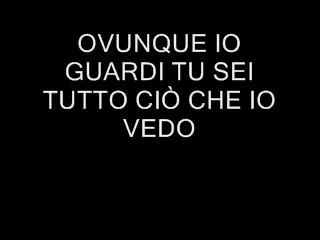 OVUNQUE IO
GUARDI TU SEI
TUTTO CIÒ CHE IO
VEDO